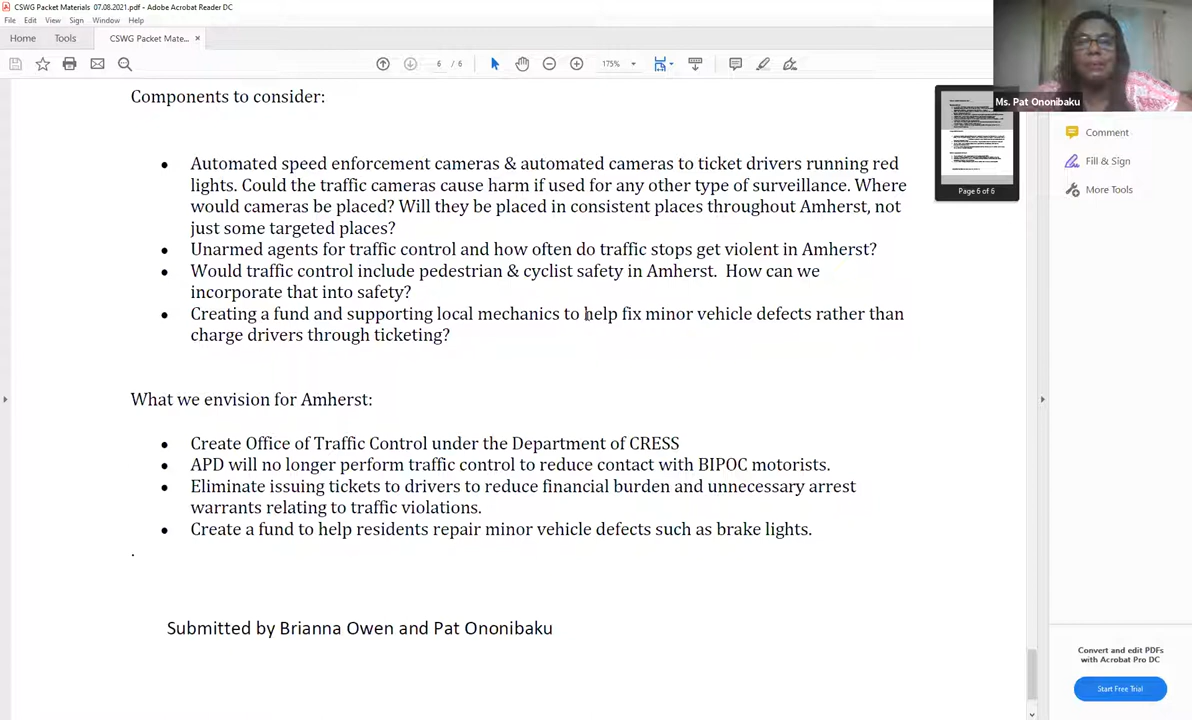 CSWG Packet Materials 07.08.2021.pdf - Adobe Acrobat Reader DC
File Edit View Sign Window Help
Home Tools CSWG Packet Mate... ×
6 / 6 175%
Ms. Pat Ononibaku
Page 6 of 6
Comment
Fill & Sign
More Tools
Components to consider:
• Automated speed enforcement cameras & automated cameras to ticket drivers running red
lights. Could the traffic cameras cause harm if used for any other type of surveillance. Where
would cameras be placed? Will they be placed in consistent places throughout Amherst, not
just some targeted places?
• Unarmed agents for traffic control and how often do traffic stops get violent in Amherst?
• Would traffic control include pedestrian & cyclist safety in Amherst. How can we
incorporate that into safety?
• Creating a fund and supporting local mechanics to help fix minor vehicle defects rather than
charge drivers through ticketing?
What we envision for Amherst:
• Create Office of Traffic Control under the Department of CRESS
• APD will no longer perform traffic control to reduce contact with BIPOC motorists.
• Eliminate issuing tickets to drivers to reduce financial burden and unnecessary arrest
warrants relating to traffic violations.
• Create a fund to help residents repair minor vehicle defects such as brake lights.
.
Submitted by Brianna Owen and Pat Ononibaku
Convert and edit PDFs
with Acrobat Pro DC
Start Free Trial